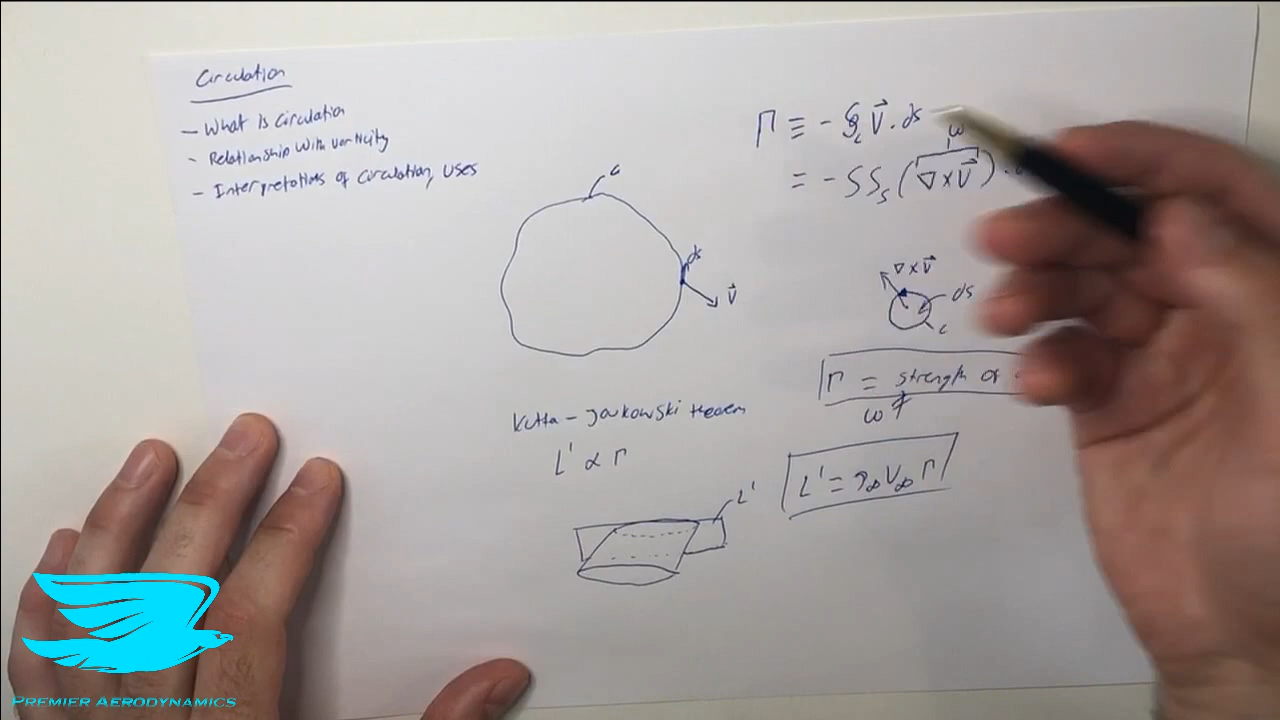 Circulation
- What Is Circulation
- Relationship With vorticity
- Interpretations of circulation, uses
c
ds
V⃗
Γ ≡ - ∮c V⃗ . ds
ω
= - SSs (∇ × V⃗) .
∇ × V⃗
ds
c
Γ = strength of
ω ≠
Kutta - Joukowski theorem
L' ∝ Γ
L' = ρ∞ V∞ Γ
L'
PREMIER AERODYNAMICS